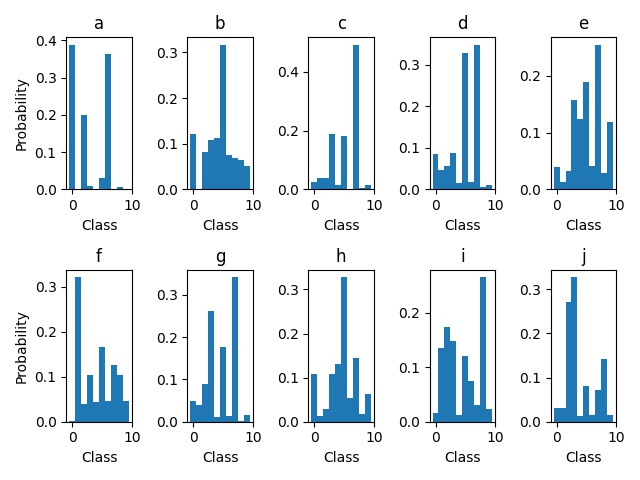 a b c d e
0.4 0.3 0.4 0.3 0.2
0.3 0.2 0.2 0.2 0.1
0.2 0.1 0.0 0.1 0.0
0.1 0.0 0.0
0.0
Probability
0 10 0 10 0 10 0 10 0 10
Class Class Class Class Class
f g h i j
0.3 0.3 0.3 0.2 0.3
0.2 0.2 0.2 0.1 0.2
0.1 0.1 0.1 0.0 0.1
0.0 0.0 0.0 0.0
Probability
0 10 0 10 0 10 0 10 0 10
Class Class Class Class Class